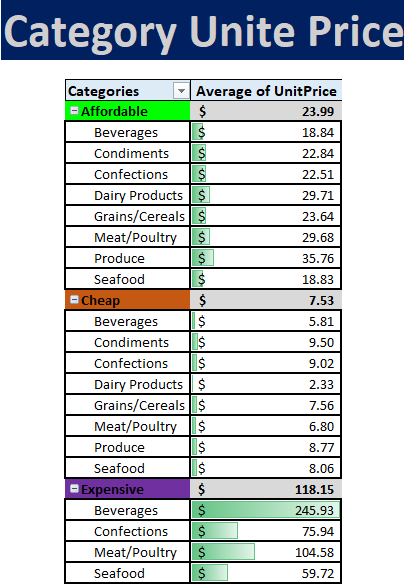 Category Unite Price
Categories Average of UnitPrice
Affordable $ 23.99
Beverages $ 18.84
Condiments $ 22.84
Confections $ 22.51
Dairy Products $ 29.71
Grains/Cereals $ 23.64
Meat/Poultry $ 29.68
Produce $ 35.76
Seafood $ 18.83
Cheap $ 7.53
Beverages $ 5.81
Condiments $ 9.50
Confections $ 9.02
Dairy Products $ 2.33
Grains/Cereals $ 7.56
Meat/Poultry $ 6.80
Produce $ 8.77
Seafood $ 8.06
Expensive $ 118.15
Beverages $ 245.93
Confections $ 75.94
Meat/Poultry $ 104.58
Seafood $ 59.72